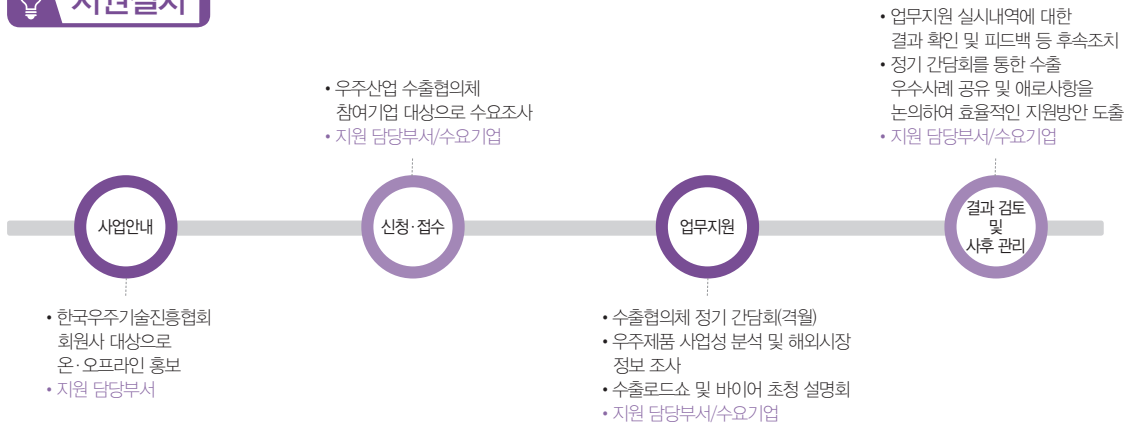 사업안내
• 한국우주기술진흥협회
회원사 대상으로
온·오프라인 홍보
• 지원 담당부서
• 우주산업 수출협의체
참여기업 대상으로 수요조사
• 지원 담당부서/수요기업
신청·접수
업무지원
• 수출협의체 정기 간담회(격월)
• 우주제품 사업성 분석 및 해외시장
정보 조사
• 수출로드쇼 및 바이어 초청 설명회
• 지원 담당부서/수요기업
• 업무지원 실시내역에 대한
결과 확인 및 피드백 등 후속조치
• 정기 간담회를 통한 수출
우수사례 공유 및 애로사항을
논의하여 효율적인 지원방안 도출
• 지원 담당부서/수요기업
결과 검토
및
사후 관리